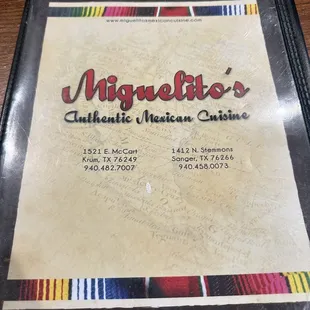 www.miguelitosmexicancuisine.com
Miguelito's
Authentic Mexican Cuisine
1521 E. McCart
Krum, TX 76249
940.482.7007
1412 N. Stemmons
Sanger, TX 76266
940.458.0073